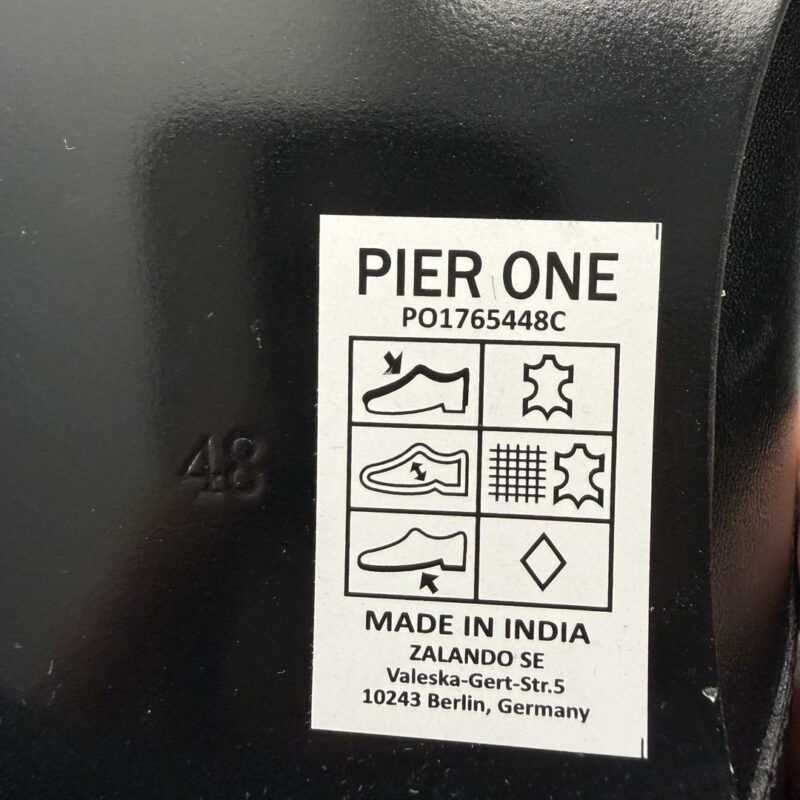 PIER ONE
PO1765448C
48
MADE IN INDIA
ZALANDO SE
Valeska-Gert-Str.5
10243 Berlin, Germany